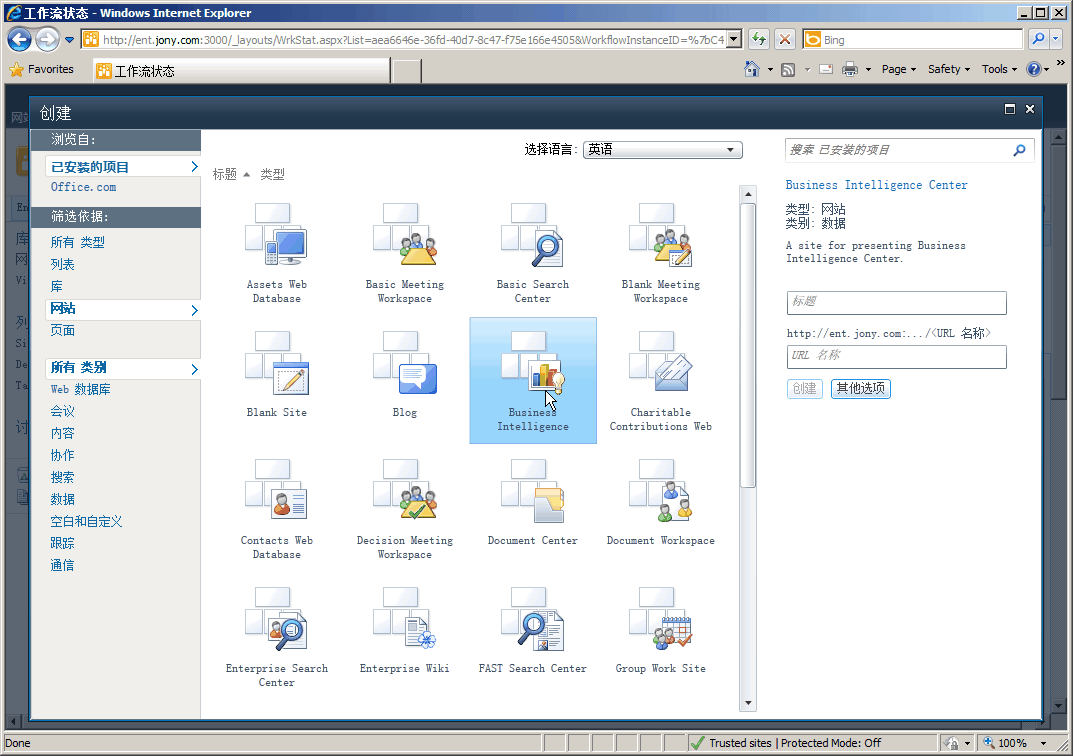 工作流状态 - Windows Internet Explorer
http://ent.jony.com:3000/_layouts/WrkStat.aspx?List=aea6646e-36fd-40d7-8c47-f75e166e4505&WorkflowInstanceID=%7bC4
Bing
Favorites
工作流状态
Page
Safety
Tools
创建
浏览自:
已安装的项目
Office.com
筛选依据:
所有 类型
列表
库
网站
页面
所有 类别
Web 数据库
会议
内容
协作
搜索
数据
空白和自定义
跟踪
通信
选择语言:
英语
标题
类型
Assets Web
Database
Basic Meeting
Workspace
Basic Search
Center
Blank Meeting
Workspace
Blank Site
Blog
Business
Intelligence
Charitable
Contributions Web
Contacts Web
Database
Decision Meeting
Workspace
Document Center
Document Workspace
Enterprise Search
Center
Enterprise Wiki
FAST Search Center
Group Work Site
搜索 已安装的项目
Business Intelligence Center
类型: 网站
类别: 数据
A site for presenting Business
Intelligence Center.
标题
http://ent.jony.com:.../<URL 名称>
URL 名称
创建
其他选项
Done
Trusted sites | Protected Mode: Off
100%